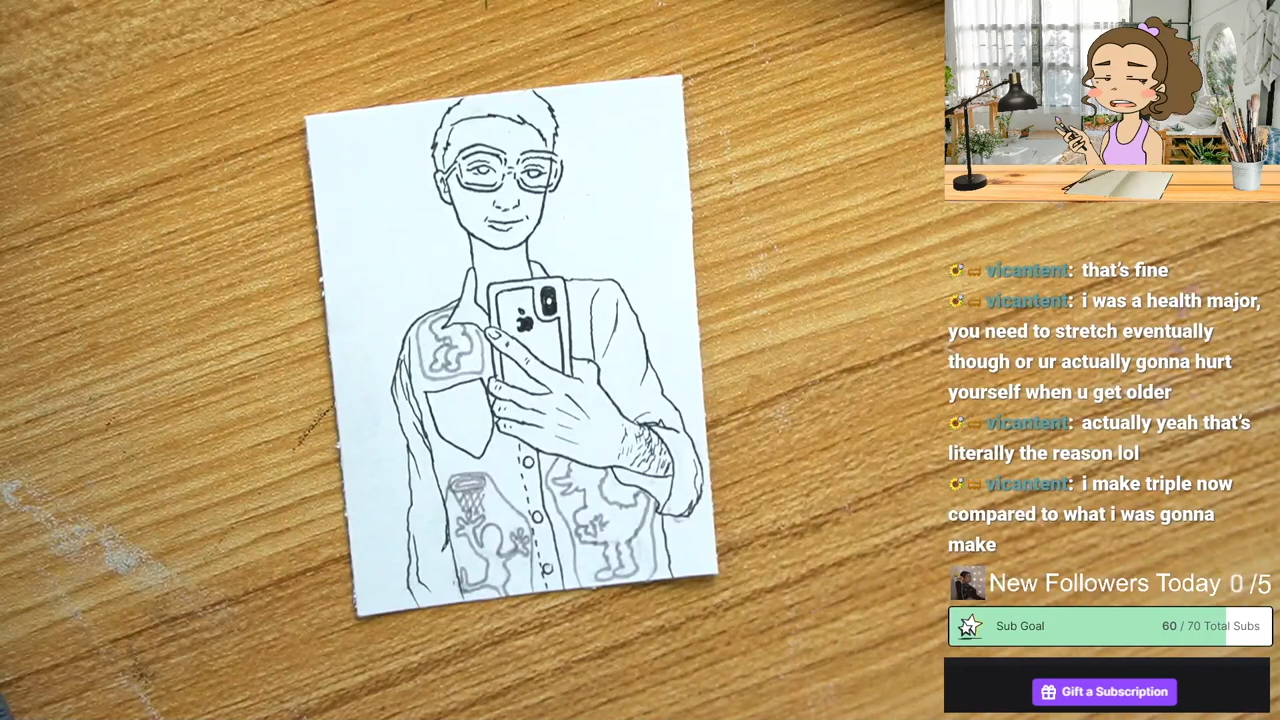 vicantent: that's fine
vicantent: i was a health major,
you need to stretch eventually
though or ur actually gonna hurt
yourself when u get older
vicantent: actually yeah that's
literally the reason lol
vicantent: i make triple now
compared to what i was gonna
make
New Followers Today 0 /5
Sub Goal 60 / 70 Total Subs
Gift a Subscription